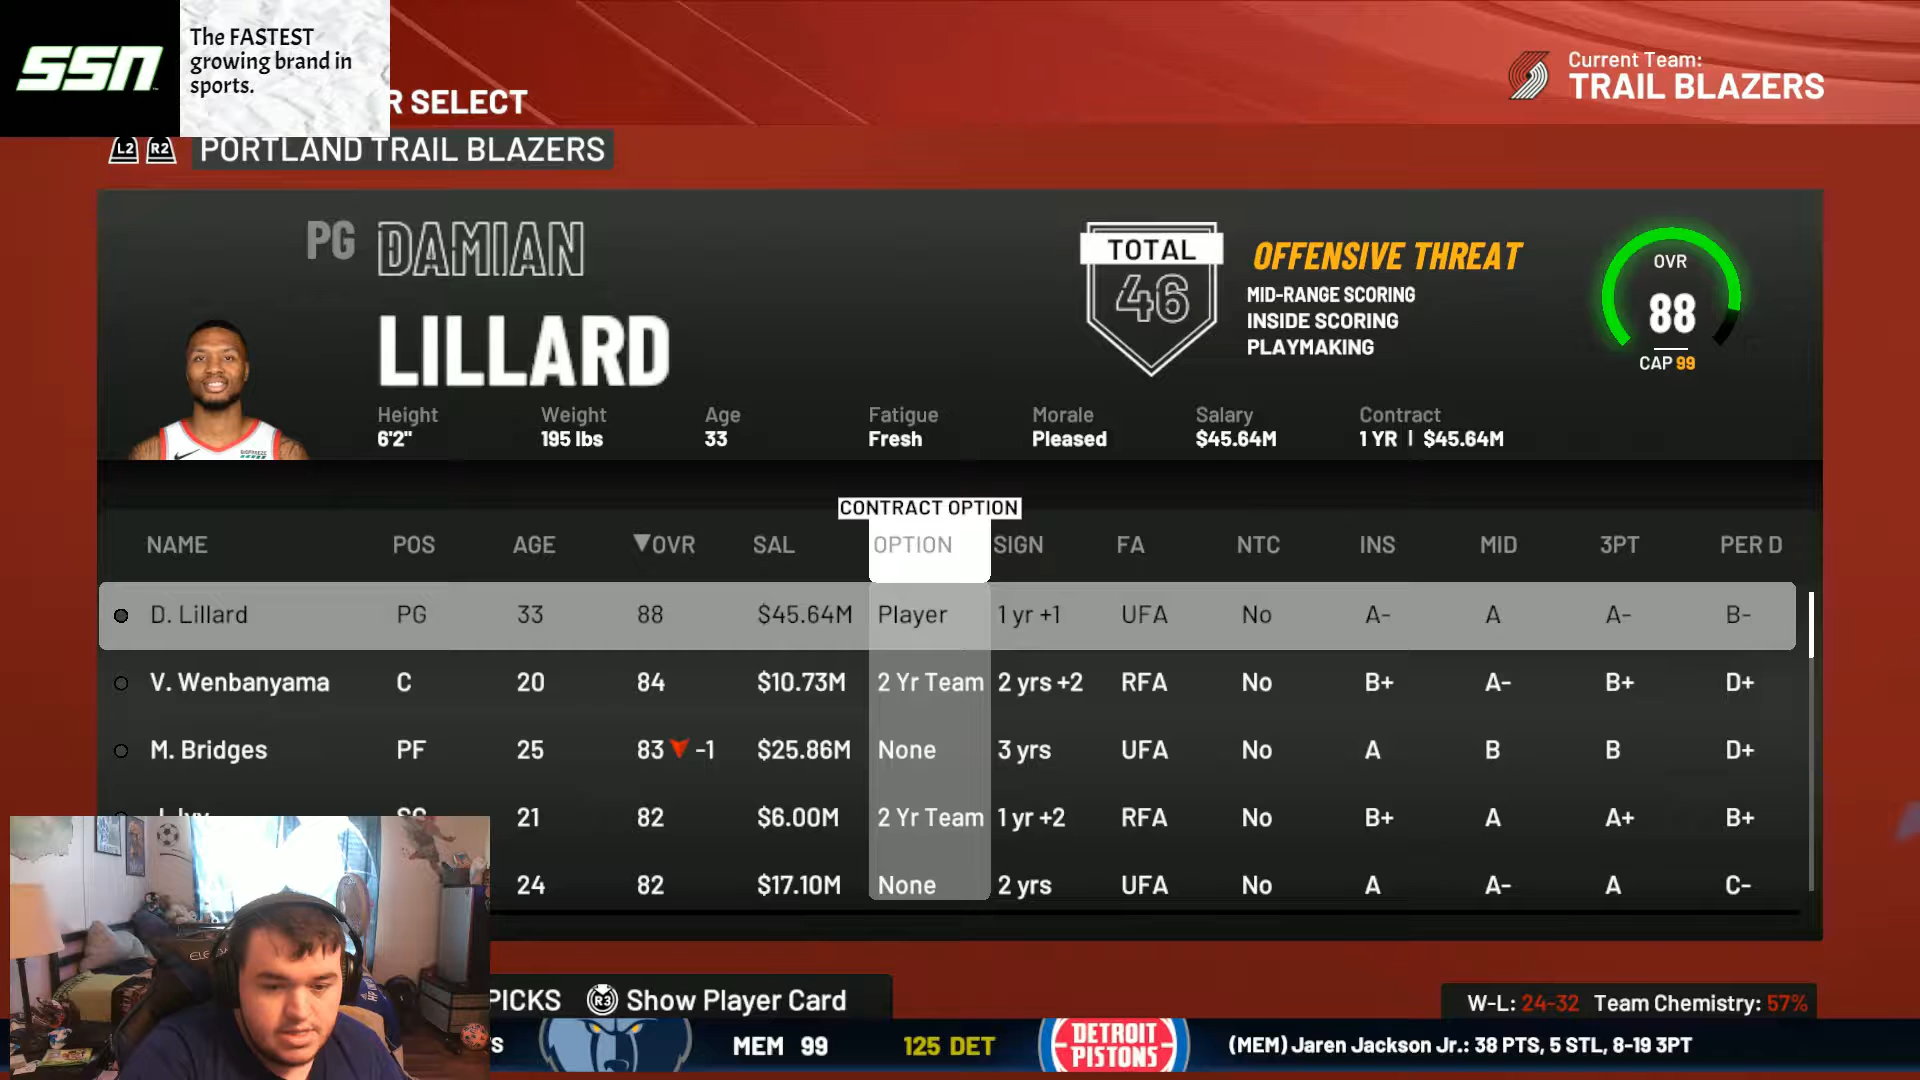 SSN
The FASTEST
growing brand in
sports.
R SELECT
Current Team:
TRAIL BLAZERS
L2 R2 PORTLAND TRAIL BLAZERS
PG DAMIAN
LILLARD
TOTAL
46
OFFENSIVE THREAT
MID-RANGE SCORING
INSIDE SCORING
PLAYMAKING
OVR
88
CAP 99
Height Weight Age Fatigue Morale Salary Contract
6'2" 195 lbs 33 Fresh Pleased $45.64M 1 YR | $45.64M
CONTRACT OPTION
NAME POS AGE ▼OVR SAL OPTION SIGN FA NTC INS MID 3PT PER D
D. Lillard PG 33 88 $45.64M Player 1 yr +1 UFA No A- A A- B-
V. Wenbanyama C 20 84 $10.73M 2 Yr Team 2 yrs +2 RFA No B+ A- B+ D+
M. Bridges PF 25 83 -1 $25.86M None 3 yrs UFA No A B B D+
21 82 $6.00M 2 Yr Team 1 yr +2 RFA No B+ A A+ B+
24 82 $17.10M None 2 yrs UFA No A A- A C-
PICKS R3 Show Player Card
W-L: 24-32 Team Chemistry: 57%
MEM 99 125 DET DETROIT PISTONS (MEM) Jaren Jackson Jr.: 38 PTS, 5 STL, 8-19 3PT